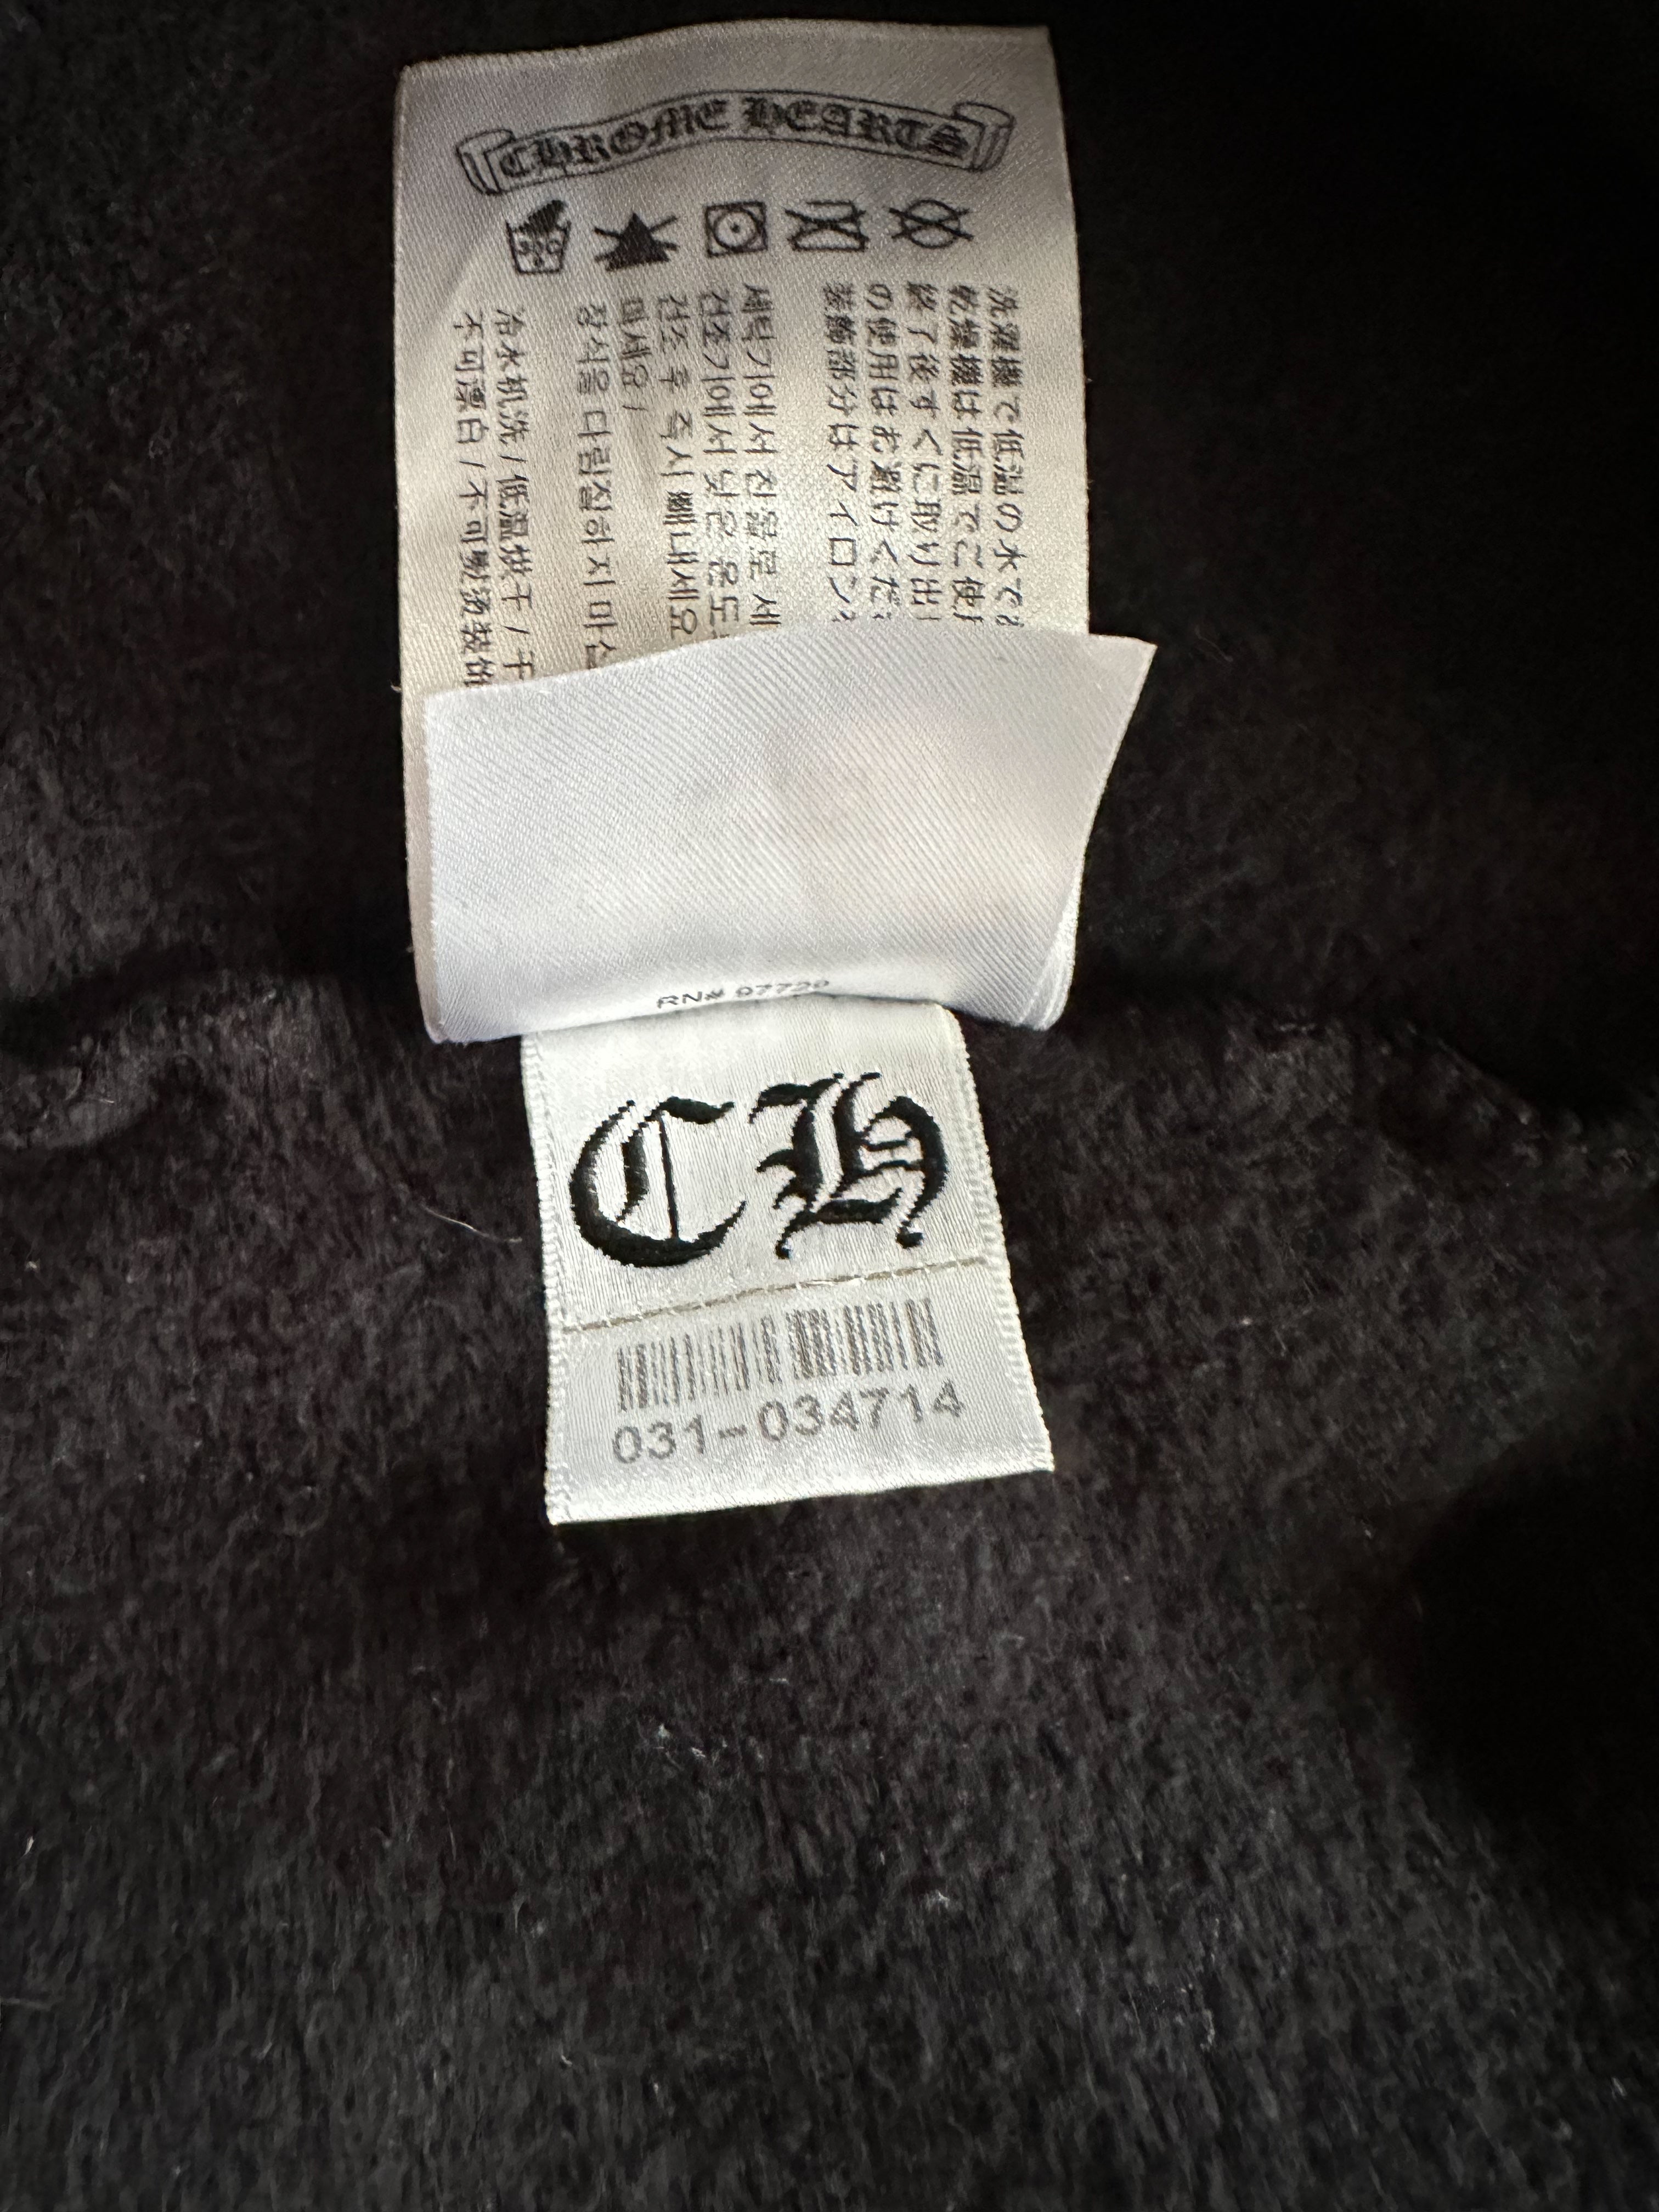 CHROME HEARTS
洗濯機で低温の水で
乾燥機は低温でご使
終了後すぐに取り出
の使用はお避けくだ
装飾部分はアイロン
세탁기에서 찬 물로 세
건조기에서 낮은 온도
건조 후 즉시 빼내세요
마세요 /
장식을 다림질하지 마십
冷水机洗 / 低温烘干 / 干
不可漂白 / 不可熨烫装饰
RN# 97729
CH
031-034714